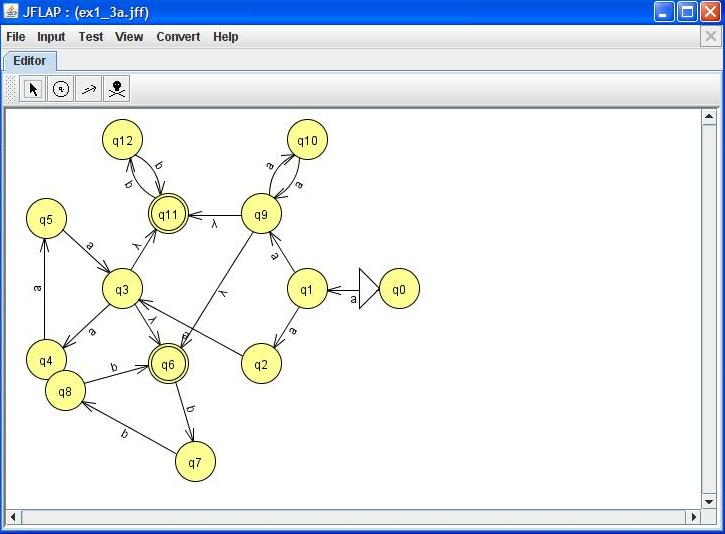 JFLAP : (ex1_3a.jff)
File Input Test View Convert Help
Editor
q12
q10
b
b
a
a
q5
q11
λ
q9
a
λ
a
a
q3
λ
q1
a
q0
a
λ
a
q4
q6
q2
b
q8
b
b
q7